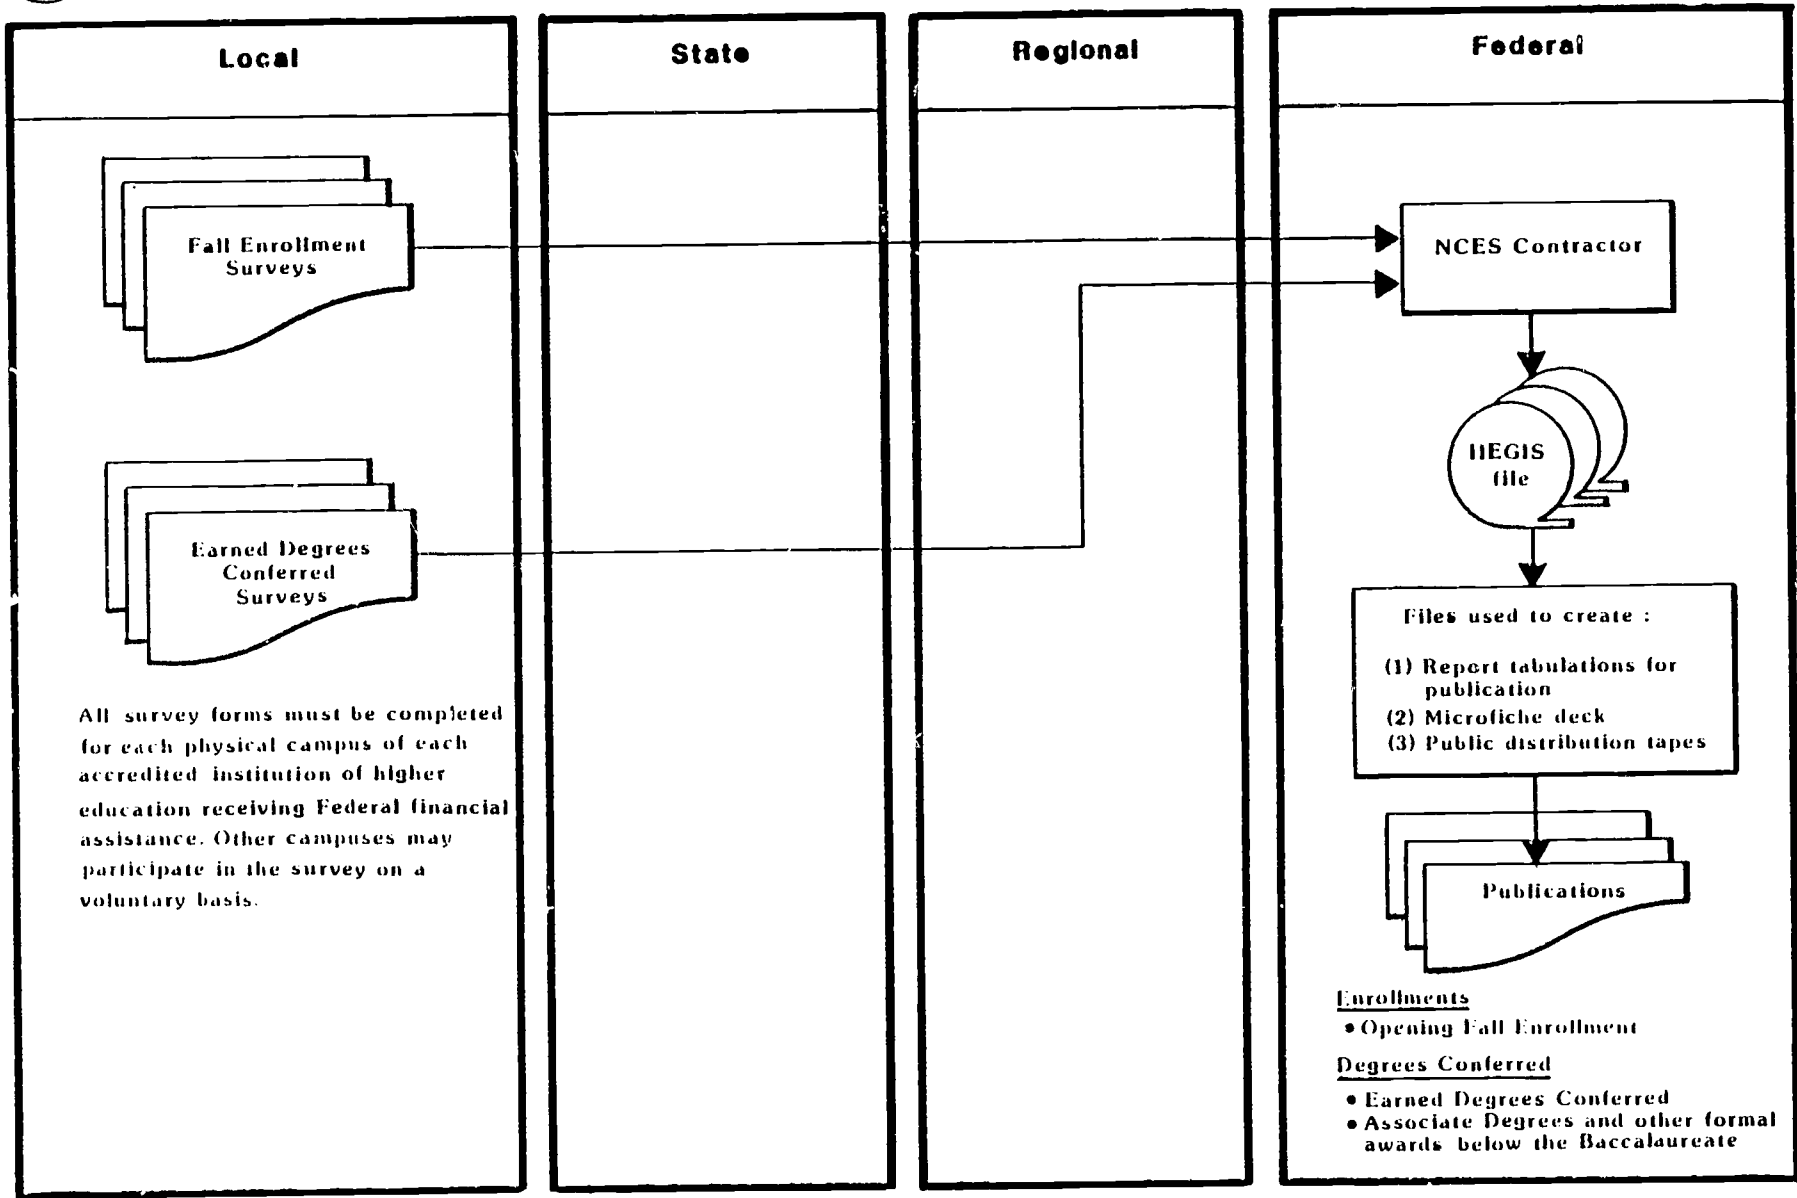 Local
State
Regional
Federal
Fall Enrollment
Surveys
NCES Contractor
HEGIS
file
Earned Degrees
Conferred
Surveys
All survey forms must be completed
for each physical campus of each
accredited institution of higher
education receiving Federal financial
assistance. Other campuses may
participate in the survey on a
voluntary basis.
Files used to create :
(1) Report tabulations for
publication
(2) Microfiche deck
(3) Public distribution tapes
Publications
Enrollments
• Opening Fall Enrollment
Degrees Conferred
• Earned Degrees Conferred
• Associate Degrees and other formal
awards below the Baccalaureate